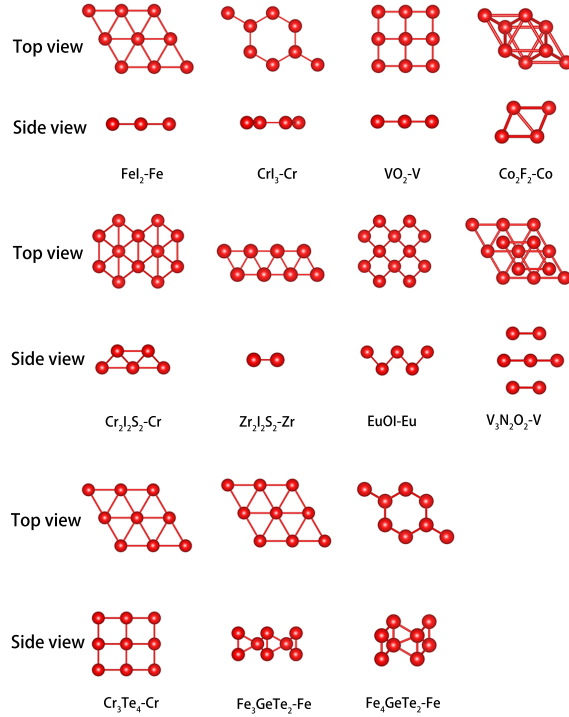 Top view
Side view
FeI₂-Fe CrI₃-Cr VO₂-V Co₂F₂-Co
Top view
Side view
Cr₂I₂S₂-Cr Zr₂I₂S₂-Zr EuOI-Eu V₃N₂O₂-V
Top view
Side view
Cr₃Te₄-Cr Fe₃GeTe₂-Fe Fe₄GeTe₂-Fe